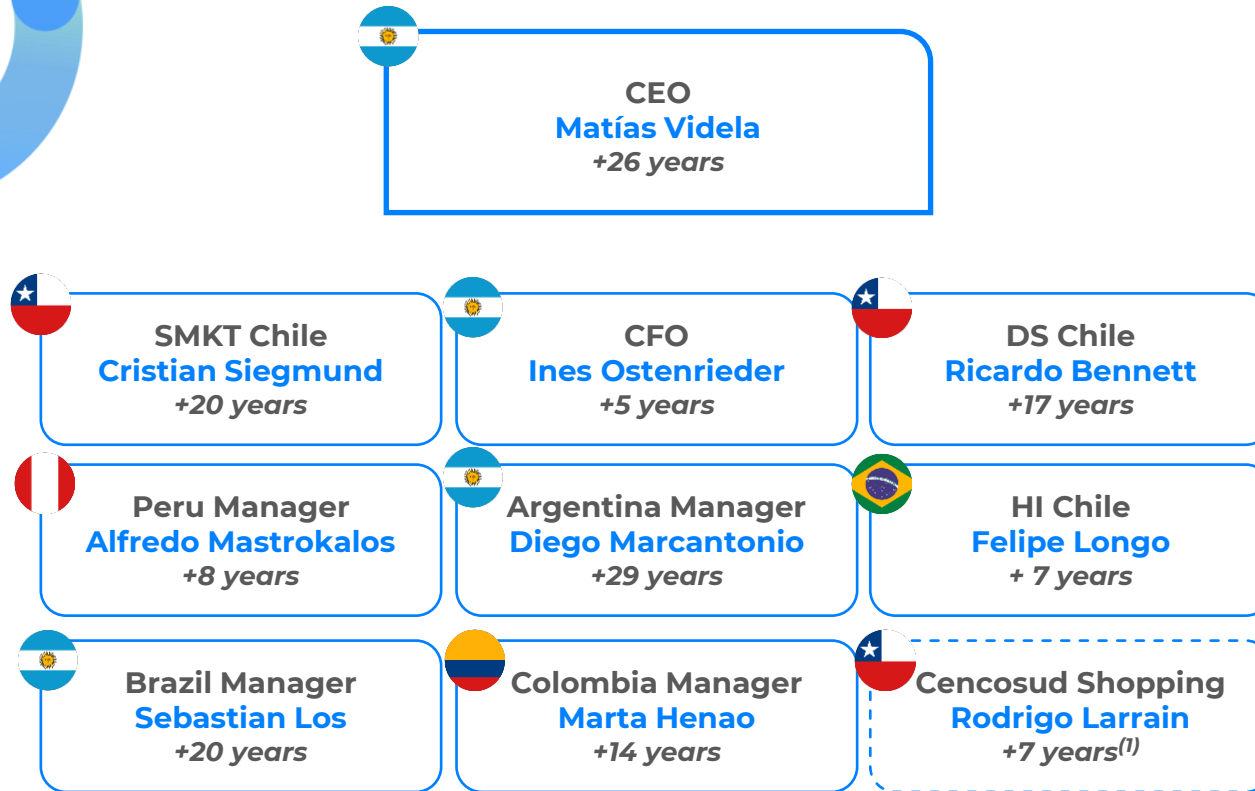 CEO
Matías Videla
+26 years
SMKT Chile
Cristian Siegmund
+20 years
CFO
Ines Ostenrieder
+5 years
DS Chile
Ricardo Bennett
+17 years
Peru Manager
Alfredo Mastrokalos
+8 years
Argentina Manager
Diego Marcantonio
+29 years
HI Chile
Felipe Longo
+ 7 years
Brazil Manager
Sebastian Los
+20 years
Colombia Manager
Marta Henao
+14 years
Cencosud Shopping
Rodrigo Larrain
+7 years(1)